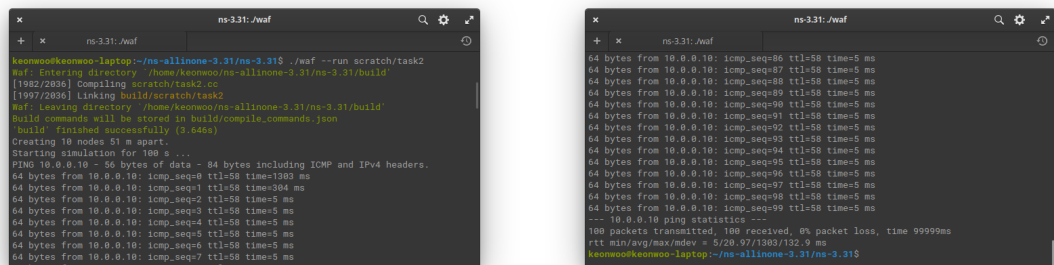 ns-3.31: ./waf
ns-3.31: ./waf
keonwoo@keonwoo-laptop:~/ns-allinone-3.31/ns-3.31$ ./waf --run scratch/task2
Waf: Entering directory `/home/keonwoo/ns-allinone-3.31/ns-3.31/build'
[1982/2036] Compiling scratch/task2.cc
[1997/2036] Linking build/scratch/task2
Waf: Leaving directory `/home/keonwoo/ns-allinone-3.31/ns-3.31/build'
Build commands will be stored in build/compile_commands.json
'build' finished successfully (3.646s)
Creating 10 nodes 51 m apart.
Starting simulation for 100 s ...
PING 10.0.0.10 - 56 bytes of data - 84 bytes including ICMP and IPv4 headers.
64 bytes from 10.0.0.10: icmp_seq=0 ttl=58 time=1303 ms
64 bytes from 10.0.0.10: icmp_seq=1 ttl=58 time=304 ms
64 bytes from 10.0.0.10: icmp_seq=2 ttl=58 time=5 ms
64 bytes from 10.0.0.10: icmp_seq=3 ttl=58 time=5 ms
64 bytes from 10.0.0.10: icmp_seq=4 ttl=58 time=5 ms
64 bytes from 10.0.0.10: icmp_seq=5 ttl=58 time=5 ms
64 bytes from 10.0.0.10: icmp_seq=6 ttl=58 time=5 ms
64 bytes from 10.0.0.10: icmp_seq=7 ttl=58 time=5 ms
ns-3.31: ./waf
ns-3.31: ./waf
64 bytes from 10.0.0.10: icmp_seq=86 ttl=58 time=5 ms
64 bytes from 10.0.0.10: icmp_seq=87 ttl=58 time=5 ms
64 bytes from 10.0.0.10: icmp_seq=88 ttl=58 time=5 ms
64 bytes from 10.0.0.10: icmp_seq=89 ttl=58 time=5 ms
64 bytes from 10.0.0.10: icmp_seq=90 ttl=58 time=5 ms
64 bytes from 10.0.0.10: icmp_seq=91 ttl=58 time=5 ms
64 bytes from 10.0.0.10: icmp_seq=92 ttl=58 time=5 ms
64 bytes from 10.0.0.10: icmp_seq=93 ttl=58 time=5 ms
64 bytes from 10.0.0.10: icmp_seq=94 ttl=58 time=5 ms
64 bytes from 10.0.0.10: icmp_seq=95 ttl=58 time=5 ms
64 bytes from 10.0.0.10: icmp_seq=96 ttl=58 time=5 ms
64 bytes from 10.0.0.10: icmp_seq=97 ttl=58 time=5 ms
64 bytes from 10.0.0.10: icmp_seq=98 ttl=58 time=5 ms
64 bytes from 10.0.0.10: icmp_seq=99 ttl=58 time=5 ms
--- 10.0.0.10 ping statistics ---
100 packets transmitted, 100 received, 0% packet loss, time 99999ms
rtt min/avg/max/mdev = 5/20.97/1303/132.9 ms
keonwoo@keonwoo-laptop:~/ns-allinone-3.31/ns-3.31$